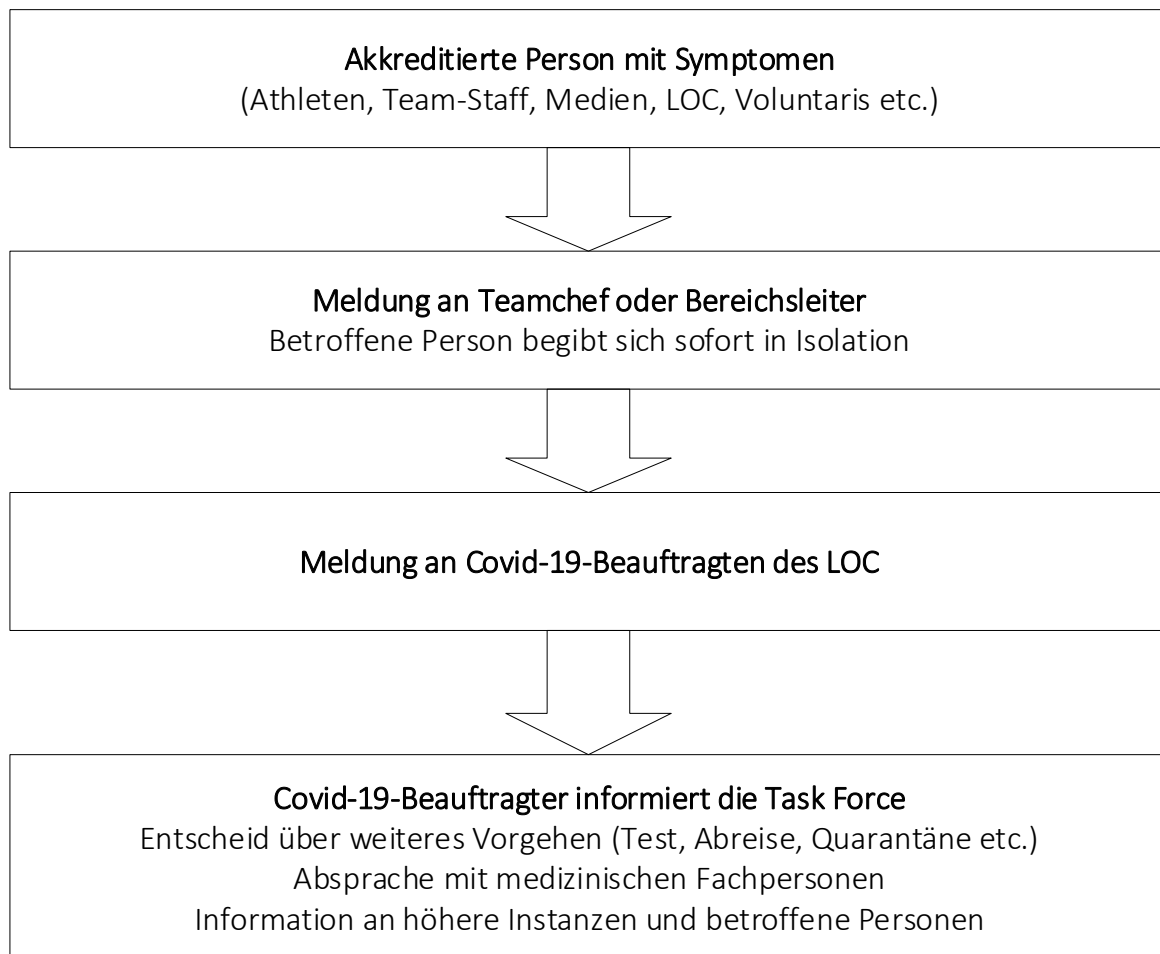 Akkreditierte Person mit Symptomen
(Athleten, Team-Staff, Medien, LOC, Voluntaris etc.)
Meldung an Teamchef oder Bereichsleiter
Betroffene Person begibt sich sofort in Isolation
Meldung an Covid-19-Beauftragten des LOC
Covid-19-Beauftragter informiert die Task Force
Entscheid über weiteres Vorgehen (Test, Abreise, Quarantäne etc.)
Absprache mit medizinischen Fachpersonen
Information an höhere Instanzen und betroffene Personen